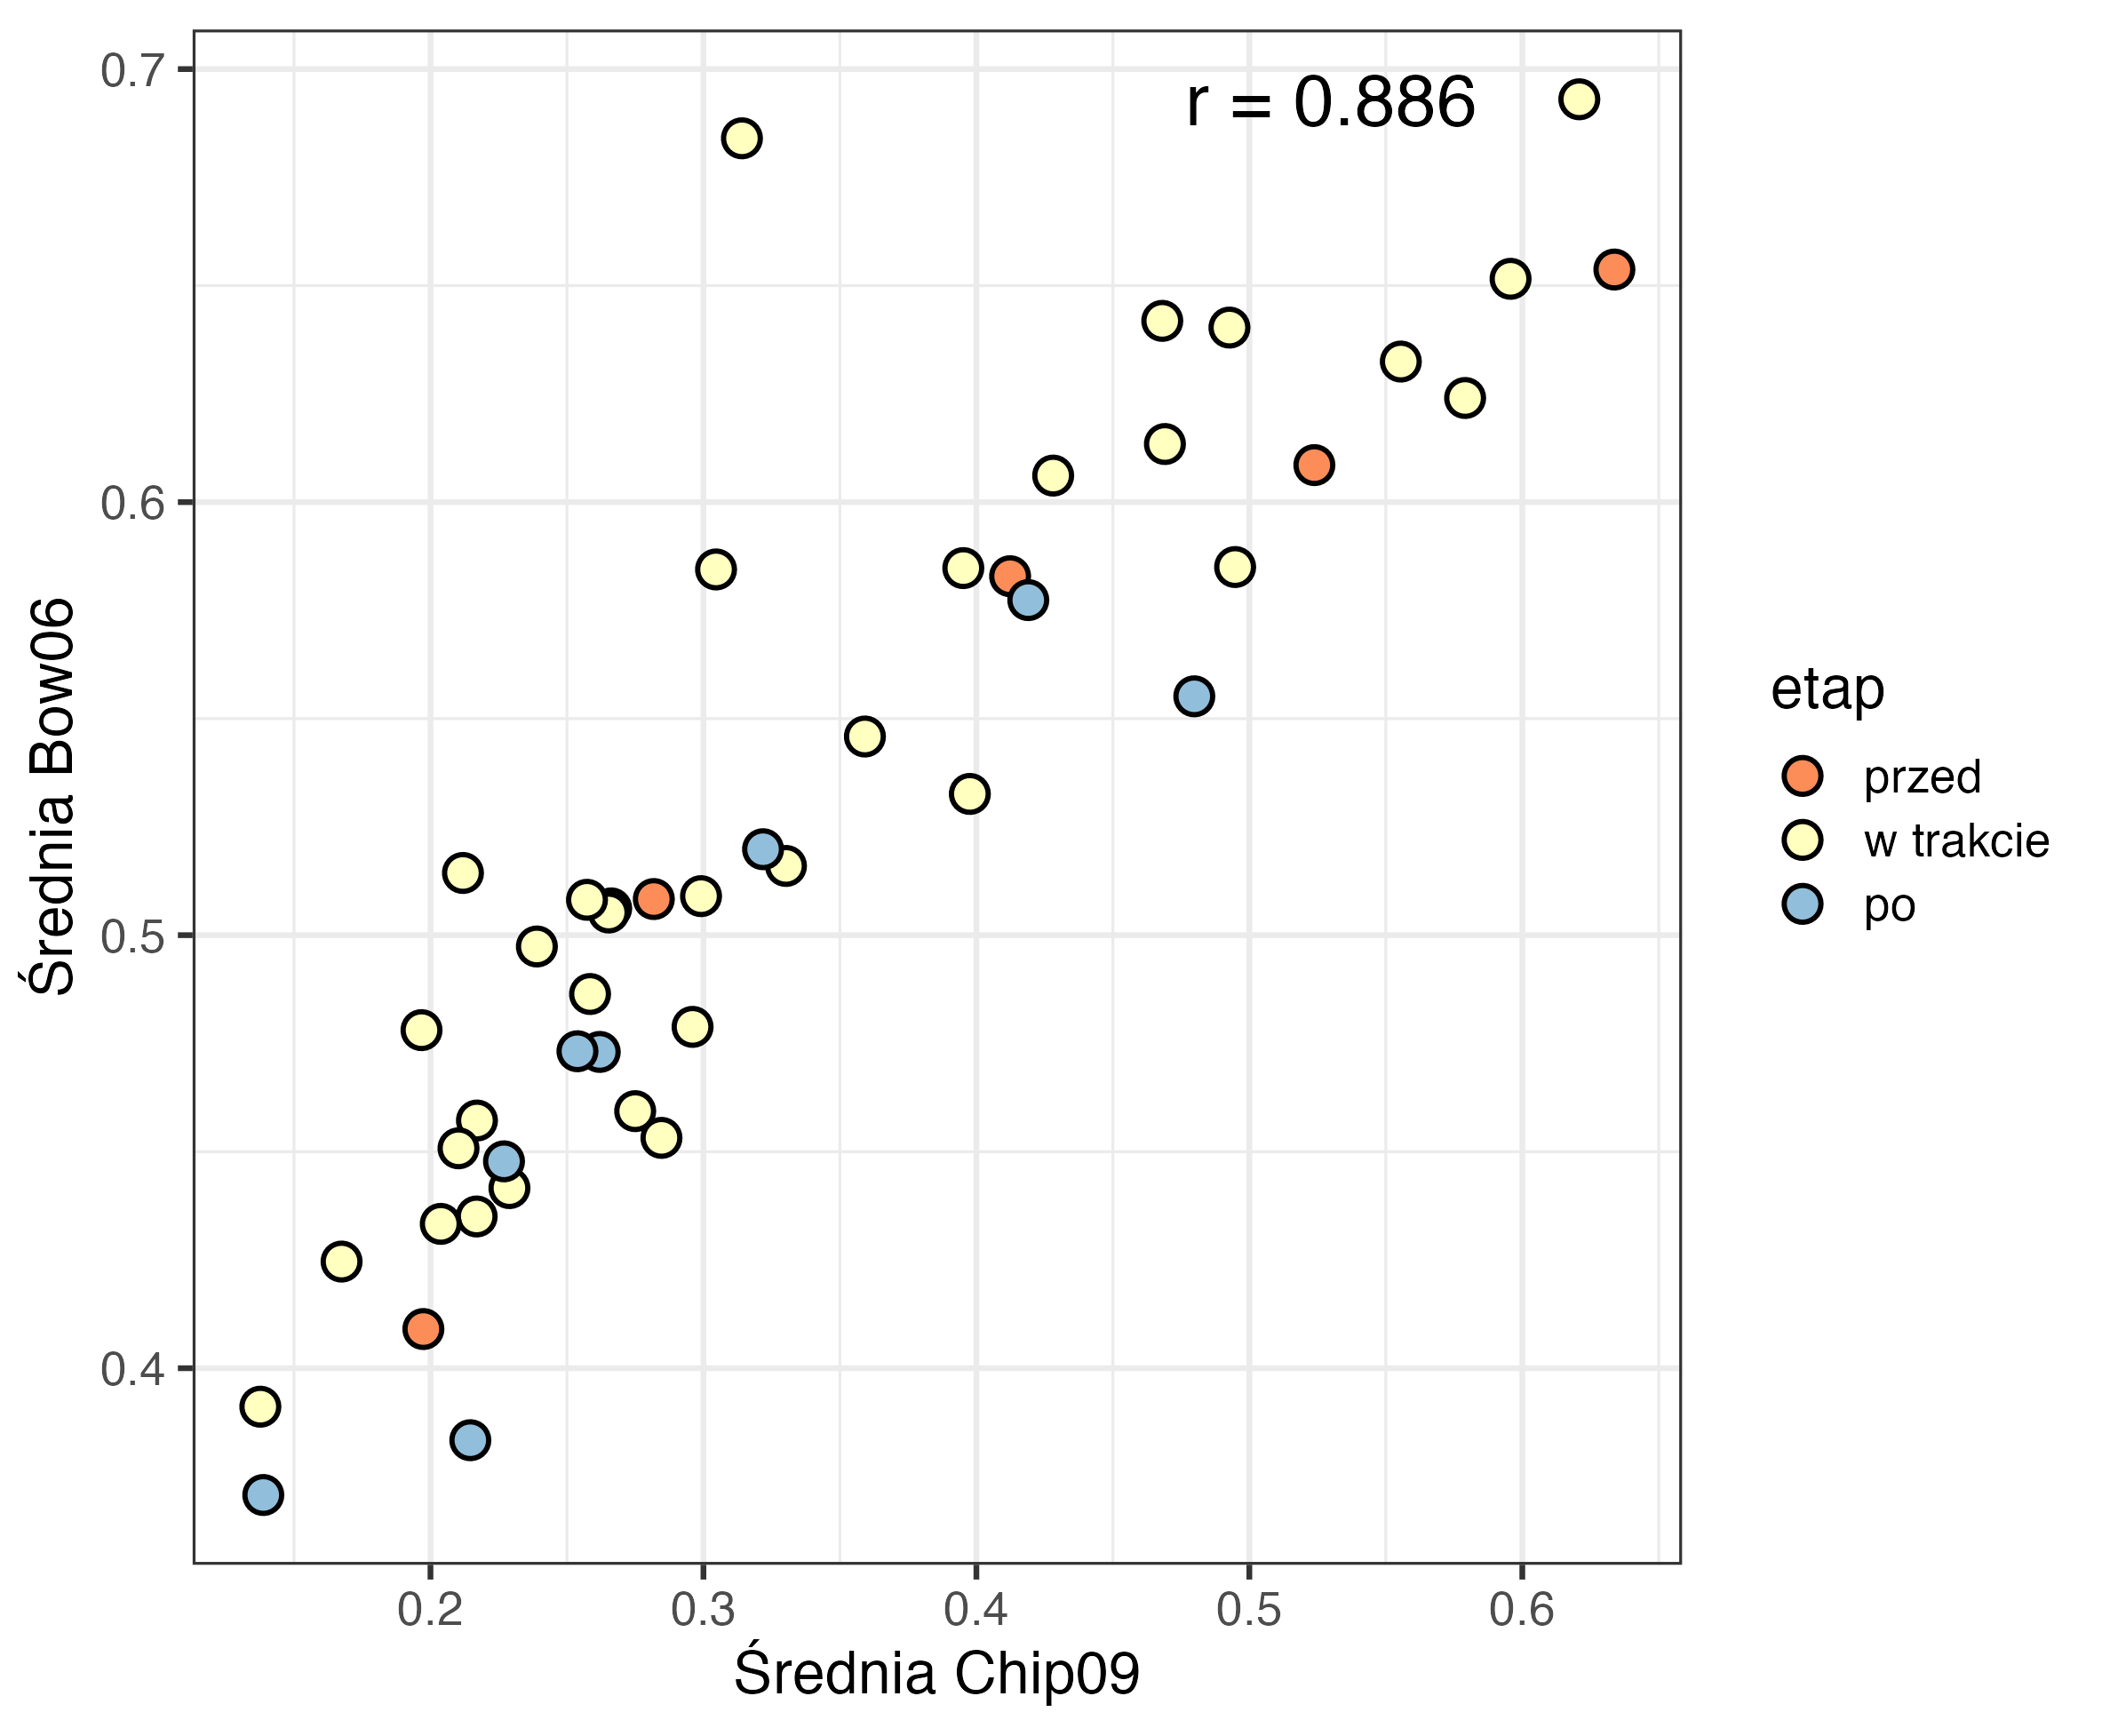 r = 0.886
0.7
0.6
0.5
0.4
Średnia Bow06
0.2 0.3 0.4 0.5 0.6
Średnia Chip09
etap
przed
w trakcie
po